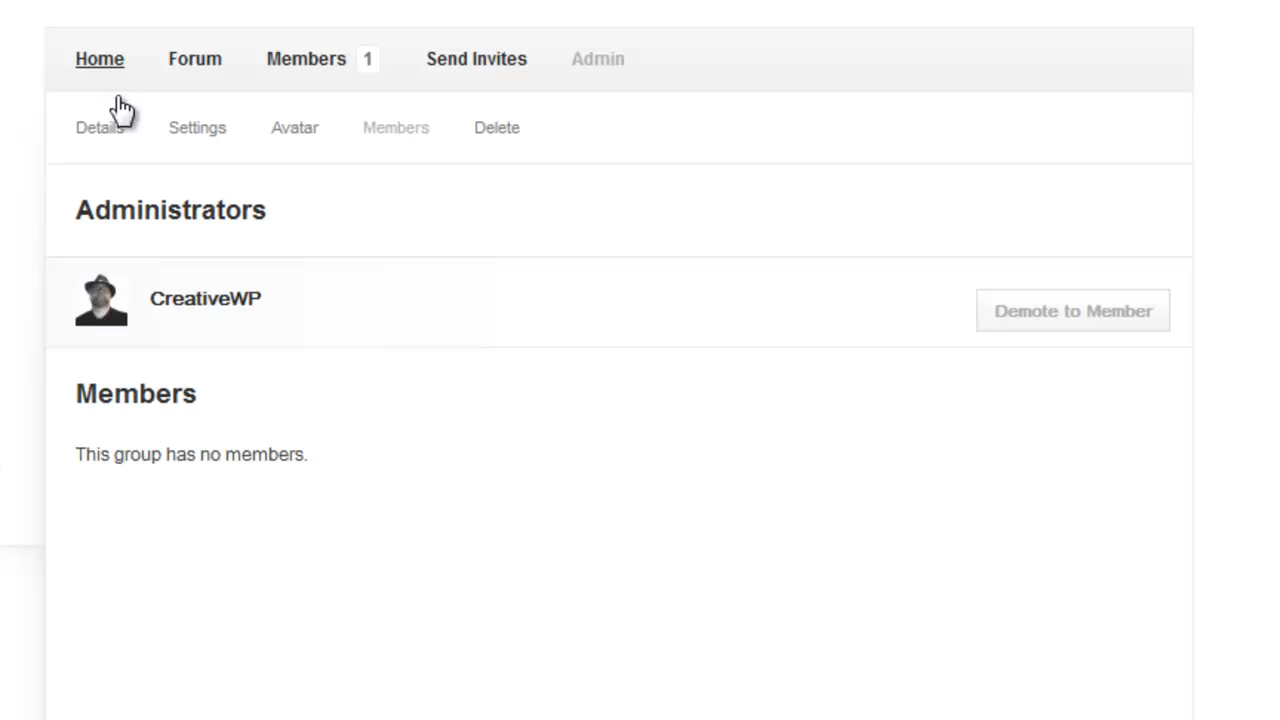 Home Forum Members 1 Send Invites Admin
Details Settings Avatar Members Delete
Administrators
CreativeWP
Demote to Member
Members
This group has no members.